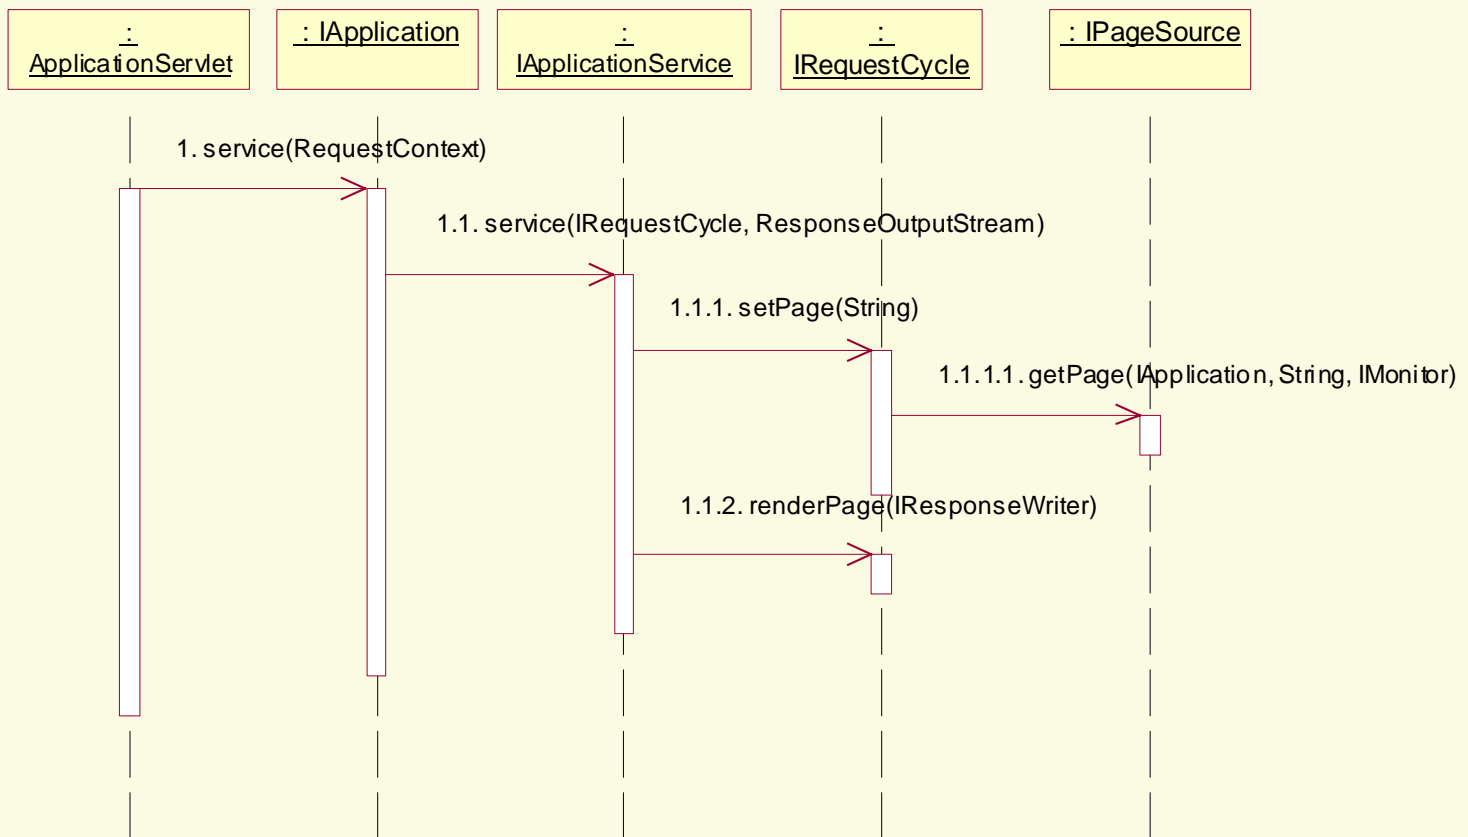 :
ApplicationServlet
: IApplication
:
IApplicationService
:
IRequestCycle
: IPageSource
1. service(RequestContext)
1.1. service(IRequestCycle, ResponseOutputStream)
1.1.1. setPage(String)
1.1.1.1. getPage(IApplication, String, IMonitor)
1.1.2. renderPage(IResponseWriter)